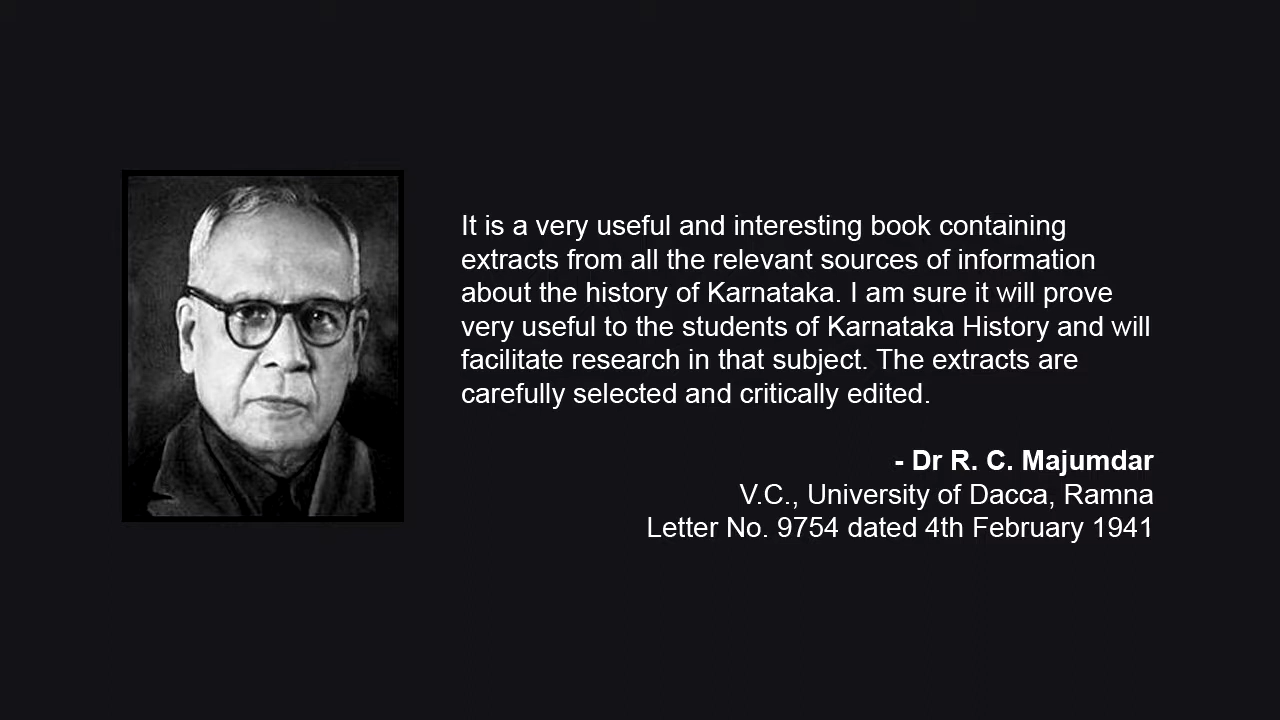 It is a very useful and interesting book containing
extracts from all the relevant sources of information
about the history of Karnataka. I am sure it will prove
very useful to the students of Karnataka History and will
facilitate research in that subject. The extracts are
carefully selected and critically edited.
- Dr R. C. Majumdar
V.C., University of Dacca, Ramna
Letter No. 9754 dated 4th February 1941